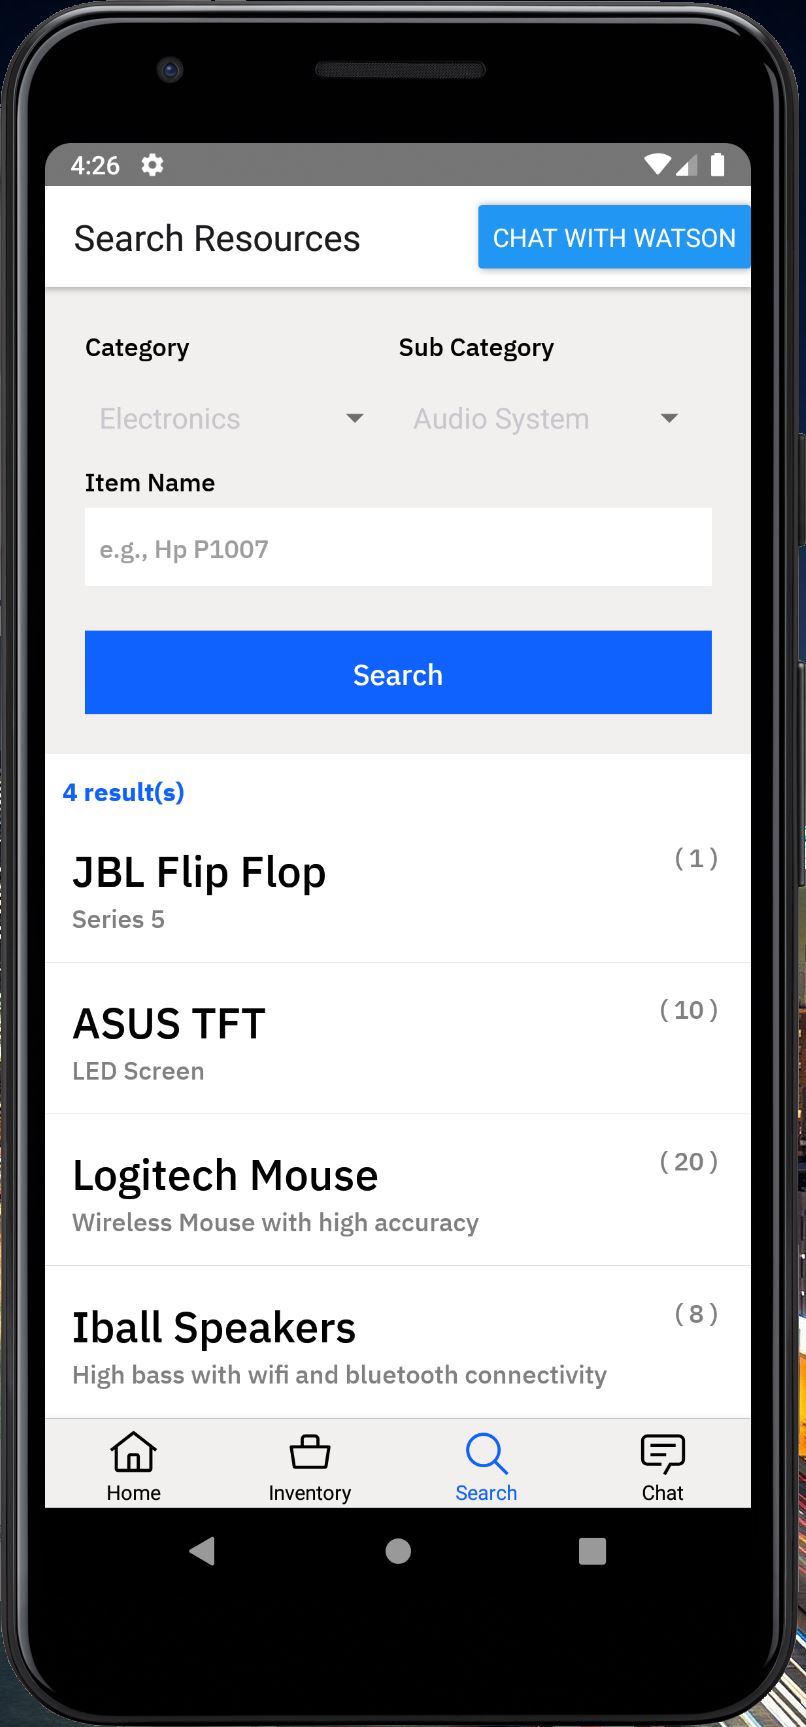 4:26
Search Resources
CHAT WITH WATSON
Category
Sub Category
Electronics
Audio System
Item Name
e.g., Hp P1007
Search
4 result(s)
JBL Flip Flop
( 1 )
Series 5
ASUS TFT
( 10 )
LED Screen
Logitech Mouse
( 20 )
Wireless Mouse with high accuracy
Iball Speakers
( 8 )
High bass with wifi and bluetooth connectivity
Home
Inventory
Search
Chat